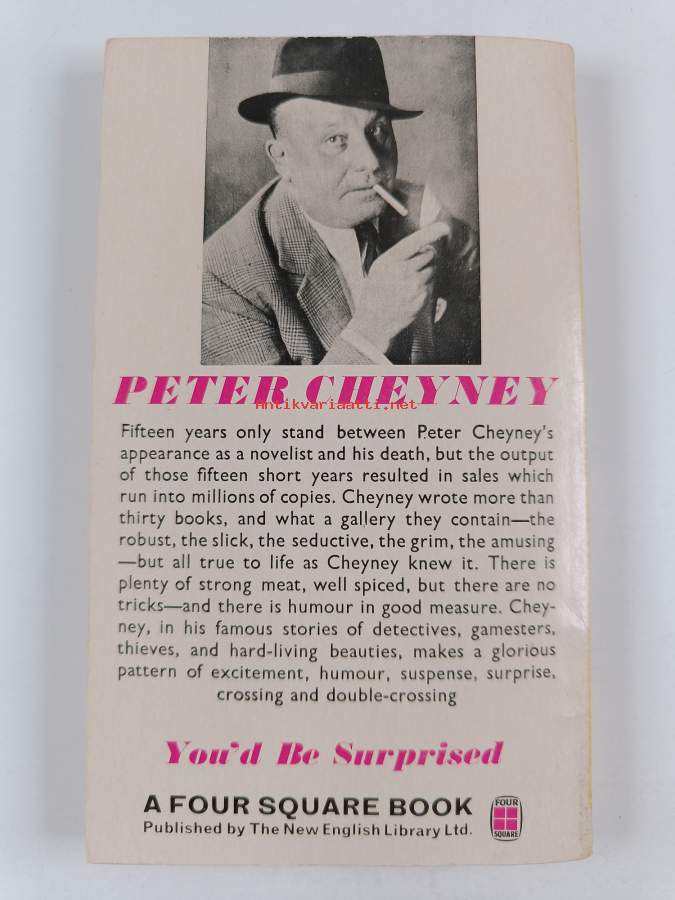 PETER CHEYNEY
Antikvariaatti.net
Fifteen years only stand between Peter Cheyney's
appearance as a novelist and his death, but the output
of those fifteen short years resulted in sales which
run into millions of copies. Cheyney wrote more than
thirty books, and what a gallery they contain—the
robust, the slick, the seductive, the grim, the amusing
—but all true to life as Cheyney knew it. There is
plenty of strong meat, well spiced, but there are no
tricks—and there is humour in good measure. Chey-
ney, in his famous stories of detectives, gamesters,
thieves, and hard-living beauties, makes a glorious
pattern of excitement, humour, suspense, surprise,
crossing and double-crossing
You'd Be Surprised
A FOUR SQUARE BOOK
Published by The New English Library Ltd.
FOUR
SQUARE